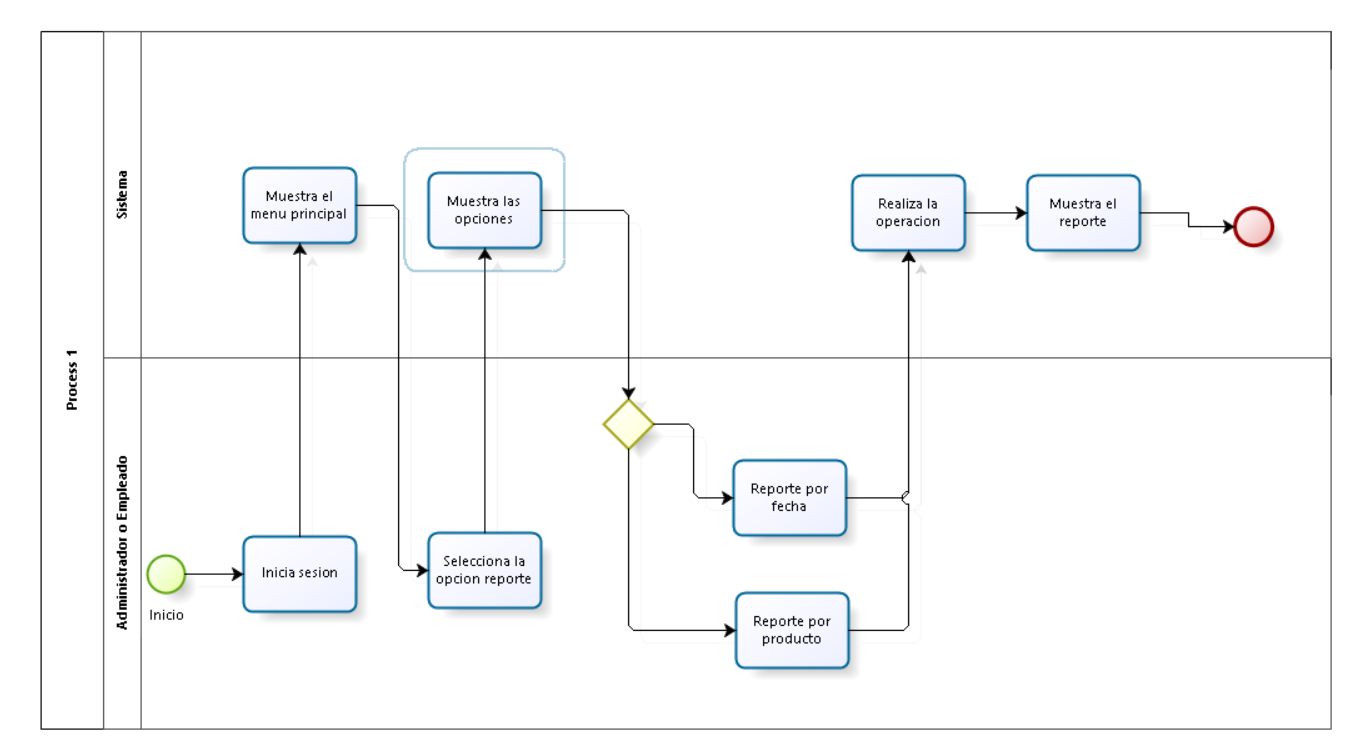 Process 1
Sistema
Muestra el
menu principal
Muestra las
opciones
Realiza la
operacion
Muestra el
reporte
Administrador o Empleado
Inicio
Inicia sesion
Selecciona la
opcion reporte
Reporte por
fecha
Reporte por
producto